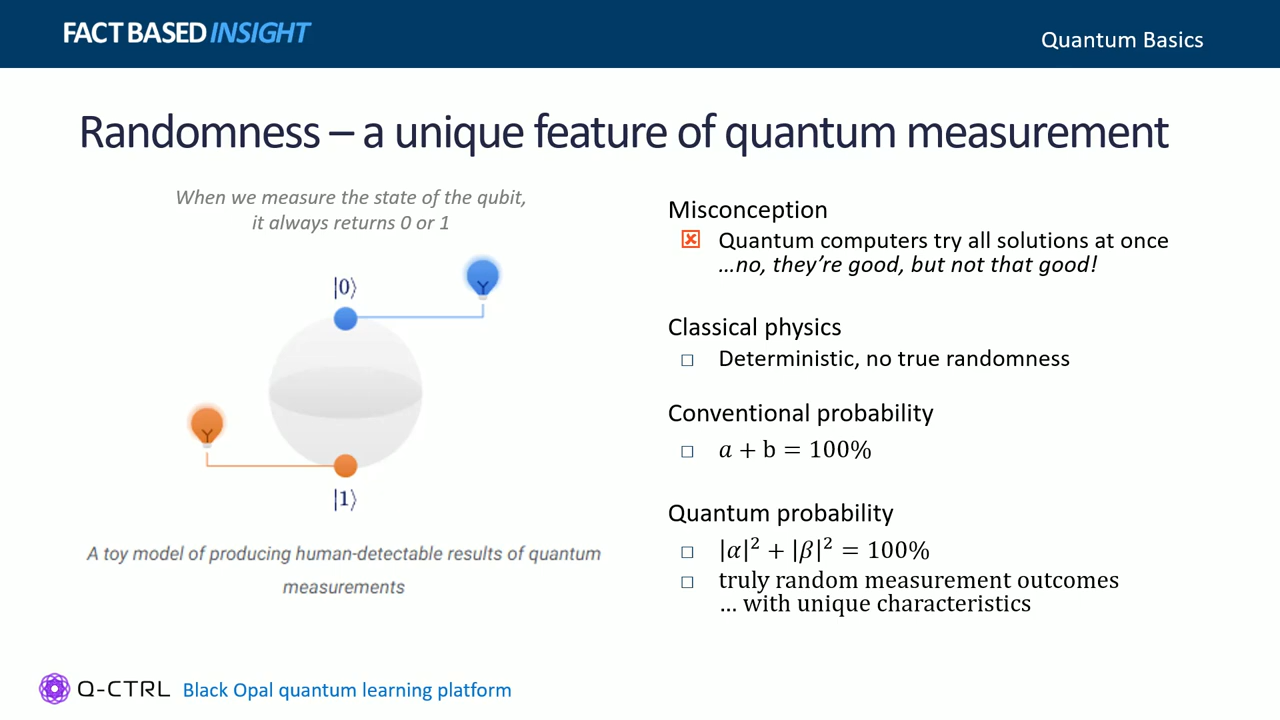 FACT BASED INSIGHT
Quantum Basics
Randomness – a unique feature of quantum measurement
When we measure the state of the qubit,
it always returns 0 or 1
|0⟩
|1⟩
A toy model of producing human-detectable results of quantum
measurements
Misconception
Quantum computers try all solutions at once
...no, they're good, but not that good!
Classical physics
Deterministic, no true randomness
Conventional probability
a + b = 100%
Quantum probability
|α|² + |β|² = 100%
truly random measurement outcomes
... with unique characteristics
Q-CTRL Black Opal quantum learning platform